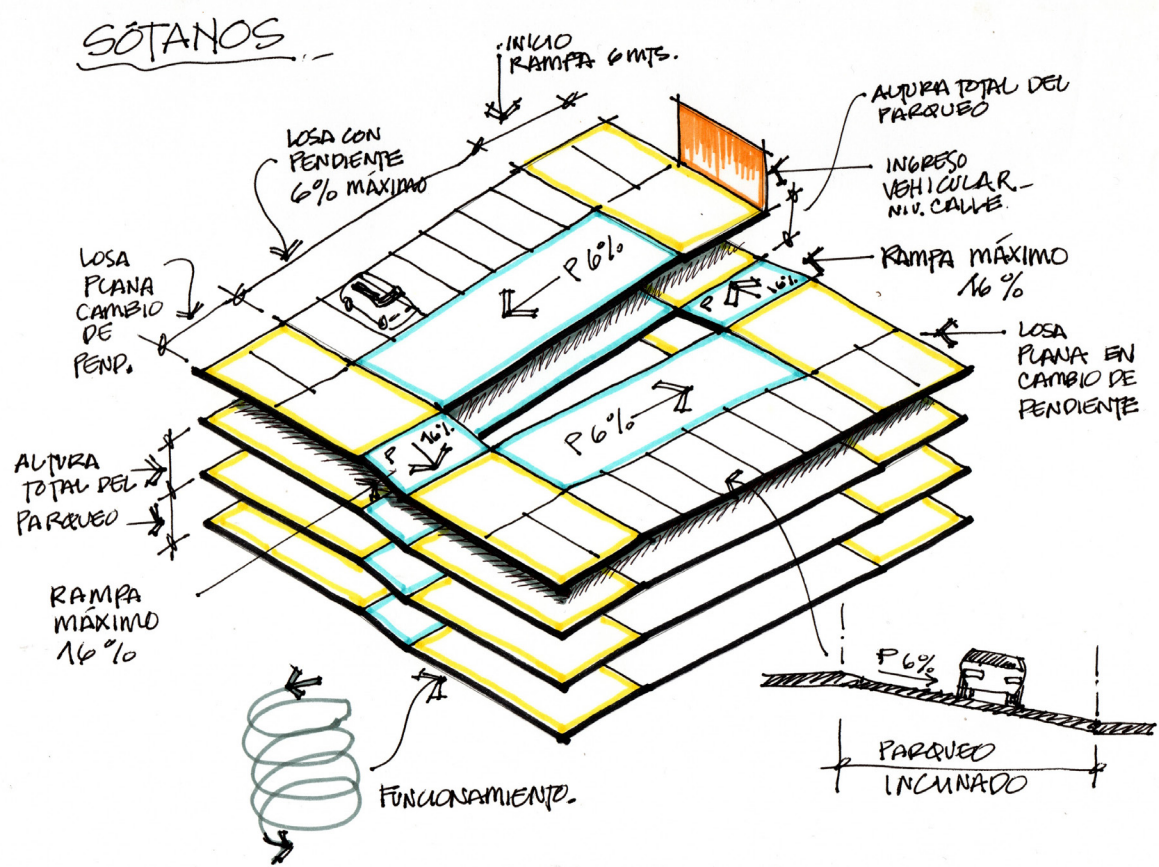 SÓTANOS
INICIO
RAMPA 6 MTS.
ALTURA TOTAL DEL
PARQUEO
LOSA CON
PENDIENTE
6% MÁXIMO
INGRESO
VEHICULAR
NIV. CALLE.
LOSA
PLANA
CAMBIO
DE
PEND.
P 6%
RAMPA MÁXIMO
16%
P 16%
LOSA
PLANA EN
CAMBIO DE
PENDIENTE
P 6%
P 16%
ALTURA
TOTAL DEL
PARQUEO
RAMPA
MÁXIMO
16%
P 6%
PARQUEO
INCLINADO
FUNCIONAMIENTO.